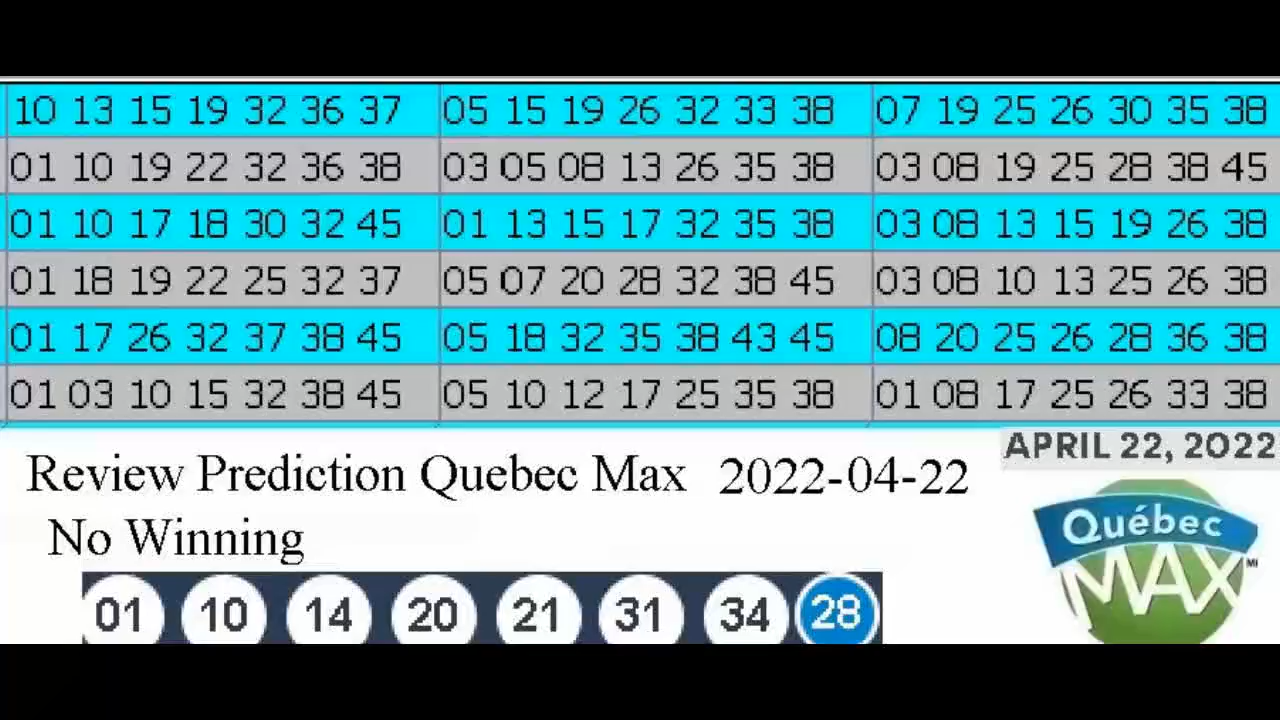 10 13 15 19 32 36 37 05 15 19 26 32 33 38 07 19 25 26 30 35 38
01 10 19 22 32 36 38 03 05 08 13 26 35 38 03 08 19 25 28 38 45
01 10 17 18 30 32 45 01 13 15 17 32 35 38 03 08 13 15 19 26 38
01 18 19 22 25 32 37 05 07 20 28 32 38 45 03 08 10 13 25 26 38
01 17 26 32 37 38 45 05 18 32 35 38 43 45 08 20 25 26 28 36 38
01 03 10 15 32 38 45 05 10 12 17 25 35 38 01 08 17 25 26 33 38
APRIL 22, 2022
Review Prediction Quebec Max 2022-04-22
No Winning
Québec
MAX MC
01 10 14 20 21 31 34 28